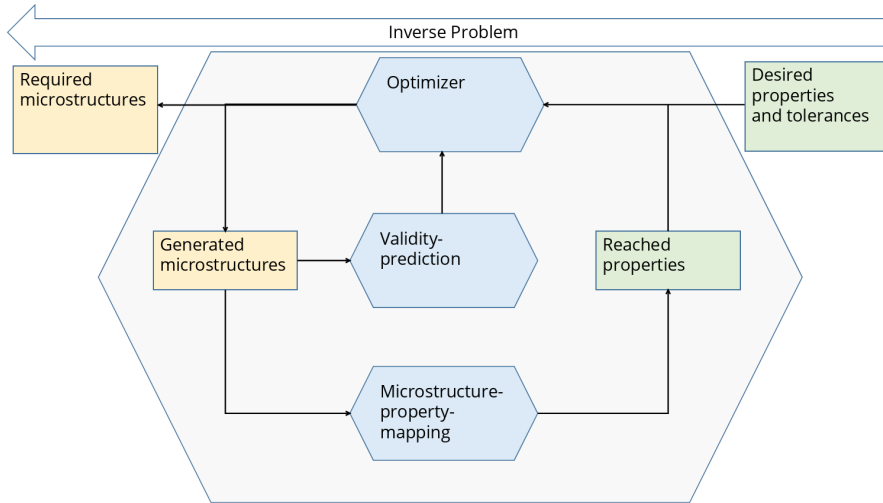 Inverse Problem
Required
microstructures
Optimizer
Desired
properties
and tolerances
Generated
microstructures
Validity-
prediction
Reached
properties
Microstructure-
property-
mapping